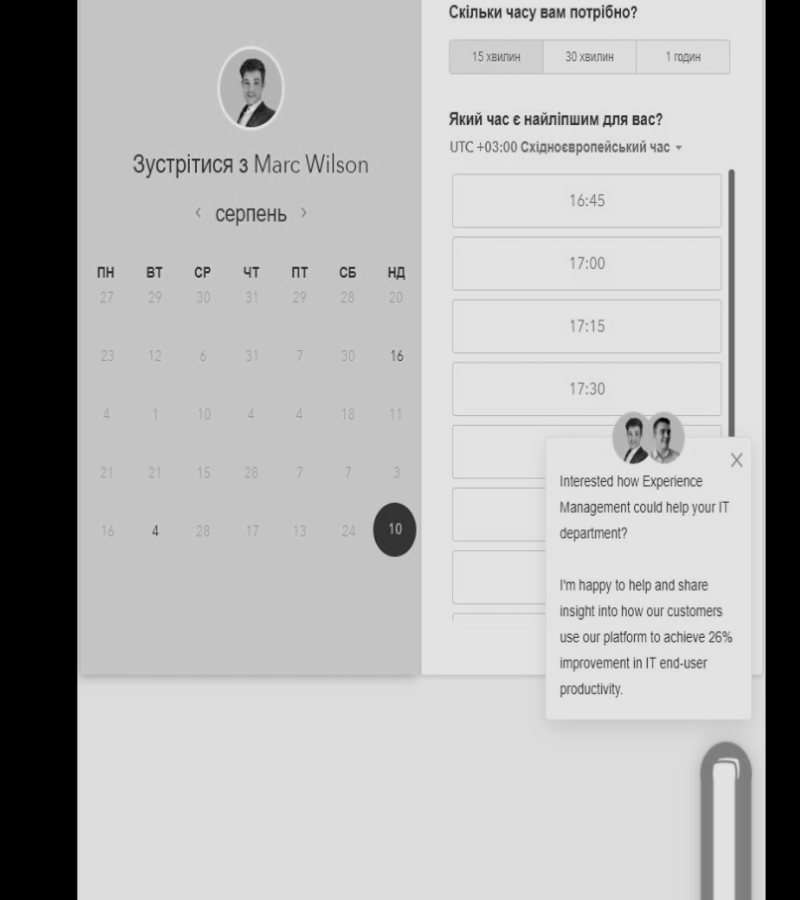 Зустрітися з Marc Wilson
‹ серпень ›
ПН ВТ СР ЧТ ПТ СБ НД
27 29 30 31 29 28 20
23 12 6 31 7 30 16
4 1 10 4 4 18 11
21 21 15 28 7 7 3
16 4 28 17 13 24 10
Скільки часу вам потрібно?
15 хвилин 30 хвилин 1 годин
Який час є найліпшим для вас?
UTC +03:00 Східноєвропейський час
16:45
17:00
17:15
17:30
Interested how Experience
Management could help your IT
department?
I'm happy to help and share
insight into how our customers
use our platform to achieve 26%
improvement in IT end-user
productivity.